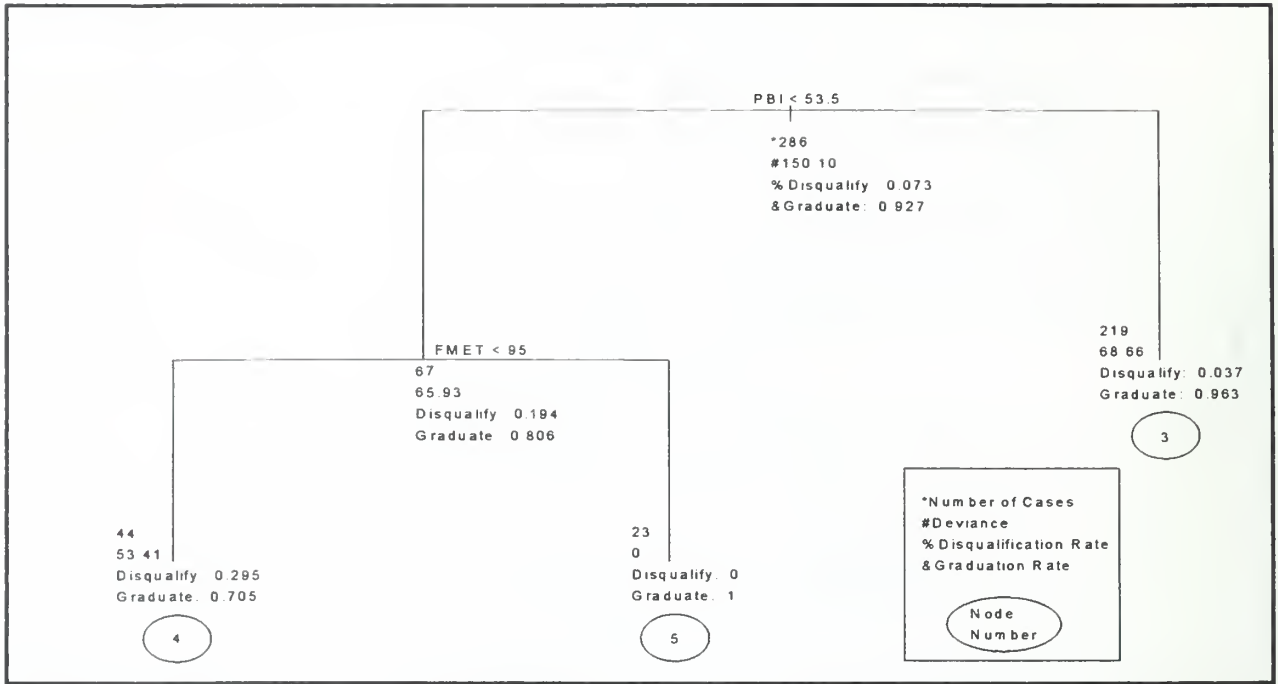 PBI < 53.5
*286
#150 10
%Disqualify 0.073
&Graduate: 0 927
FMET < 95
67
65.93
Disqualify 0.194
Graduate 0 806
219
68 66
Disqualify: 0.037
Graduate: 0.963
3
44
53 41
Disqualify 0.295
Graduate. 0.705
4
23
0
Disqualify. 0
Graduate. 1
5
*Number of Cases
#Deviance
%Disqualification Rate
&Graduation Rate
Node
Number